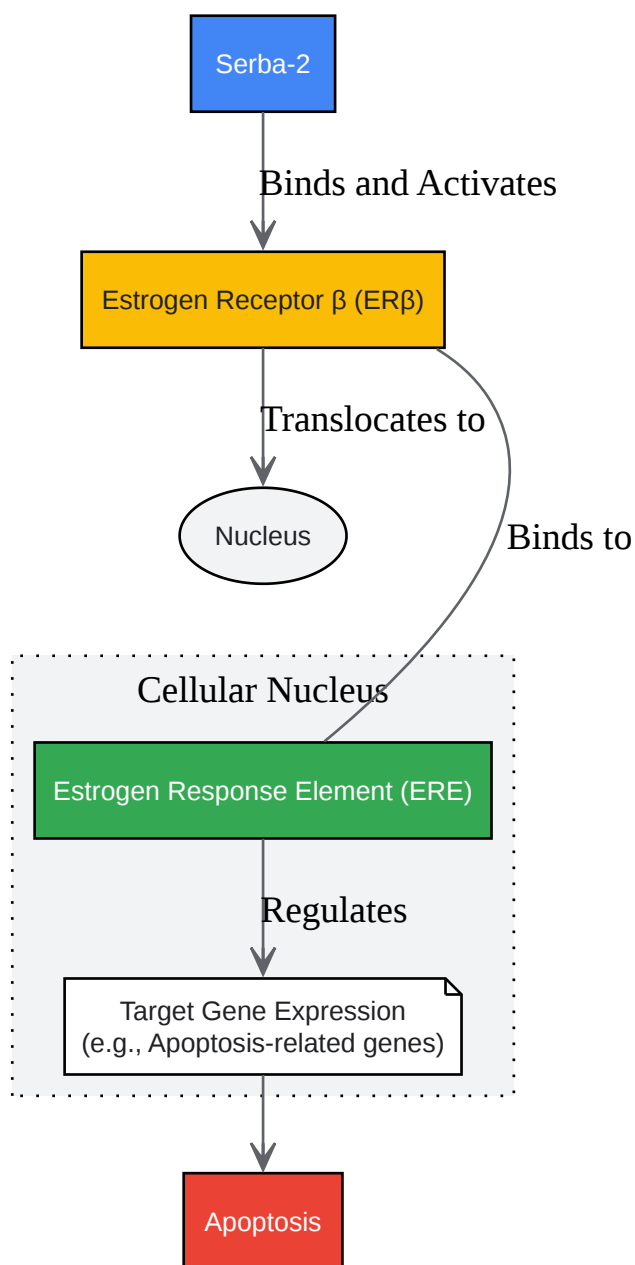 Serba-2
Binds and Activates
Estrogen Receptor β (ERβ)
Translocates to
Nucleus
Binds to
Cellular Nucleus
Estrogen Response Element (ERE)
Regulates
Target Gene Expression
(e.g., Apoptosis-related genes)
Apoptosis